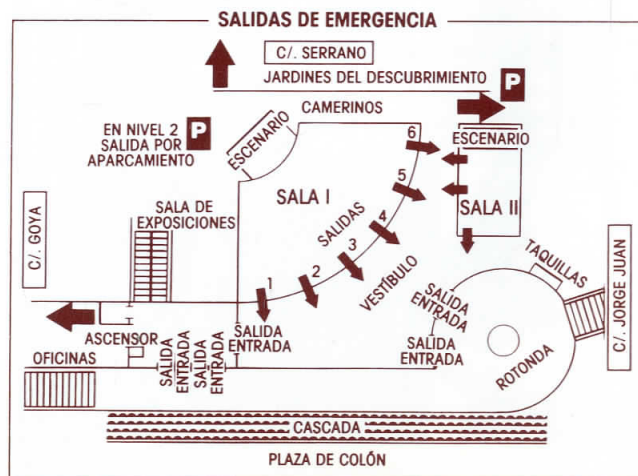 SALIDAS DE EMERGENCIA
C/. SERRANO
JARDINES DEL DESCUBRIMIENTO
P
CAMERINOS
EN NIVEL 2
SALIDA POR
APARCAMIENTO
P
ESCENARIO
6
ESCENARIO
5
SALA I
SALA II
SALIDAS
4
3
2
1
SALA DE
EXPOSICIONES
C/. GOYA
VESTÍBULO
TAQUILLAS
C/. JORGE JUAN
SALIDA
ENTRADA
SALIDA
ENTRADA
SALIDA
ENTRADA
ASCENSOR
OFICINAS
SALIDA
ENTRADA
SALIDA
ENTRADA
ROTONDA
CASCADA
PLAZA DE COLÓN